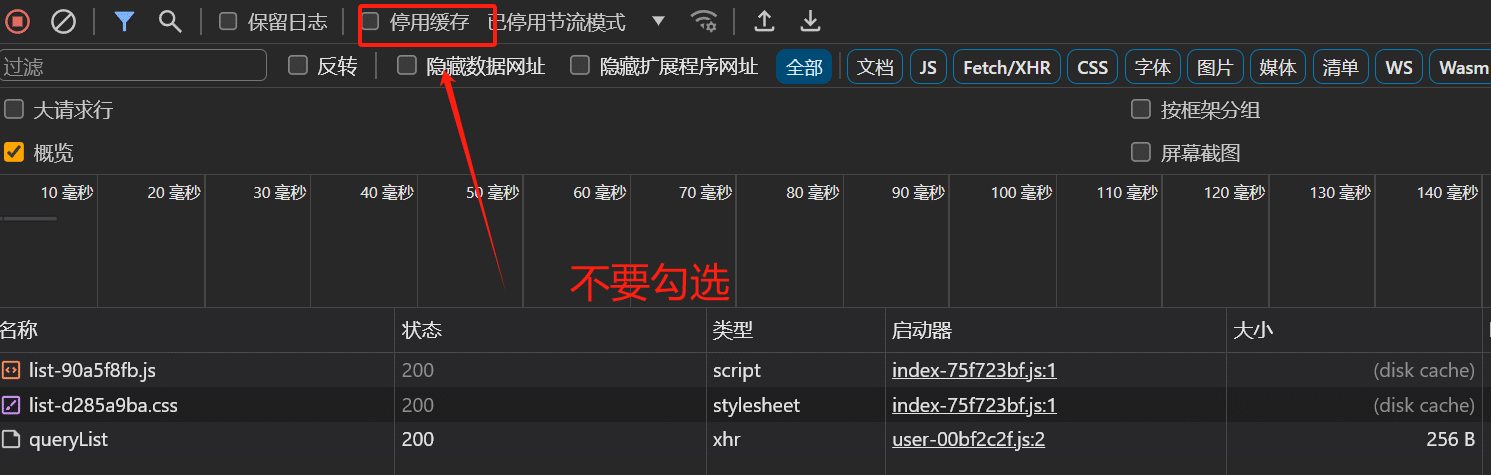 保留日志 停用缓存 已停用节流模式
过滤 反转 隐藏数据网址 隐藏扩展程序网址 全部 文档 JS Fetch/XHR CSS 字体 图片 媒体 清单 WS Wasm
大请求行 按框架分组
概览 屏幕截图
10 毫秒 20 毫秒 30 毫秒 40 毫秒 50 毫秒 60 毫秒 70 毫秒 80 毫秒 90 毫秒 100 毫秒 110 毫秒 120 毫秒 130 毫秒 140 毫秒
不要勾选
名称 状态 类型 启动器 大小
list-90a5f8fb.js 200 script index-75f723bf.js:1 (disk cache)
list-d285a9ba.css 200 stylesheet index-75f723bf.js:1 (disk cache)
queryList 200 xhr user-00bf2c2f.js:2 256 B